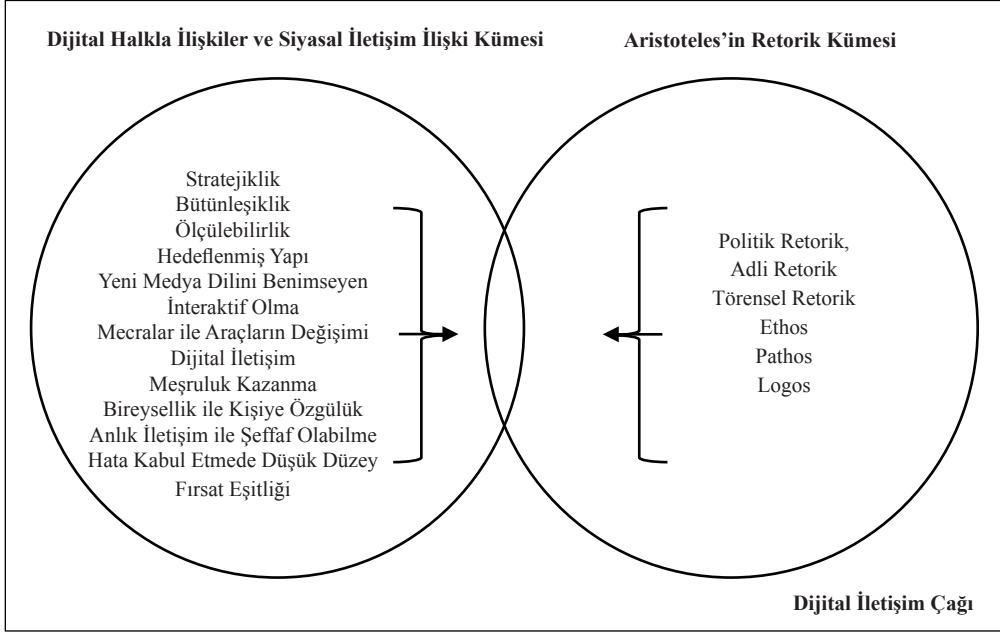 Dijital Halkla İlişkiler ve Siyasal İletişim İlişki Kümesi
Aristoteles'in Retorik Kümesi
Stratejiklik
Bütünleşiklik
Ölçülebilirlik
Hedeflenmiş Yapı
Yeni Medya Dilini Benimseyen
İnteraktif Olma
Mecralar ile Araçların Değişimi
Dijital İletişim
Meşruluk Kazanma
Bireysellik ile Kişiye Özgülük
Anlık İletişim ile Şeffaf Olabilme
Hata Kabul Etmede Düşük Düzey
Fırsat Eşitliği
Politik Retorik,
Adli Retorik
Törensel Retorik
Ethos
Pathos
Logos
Dijital İletişim Çağı